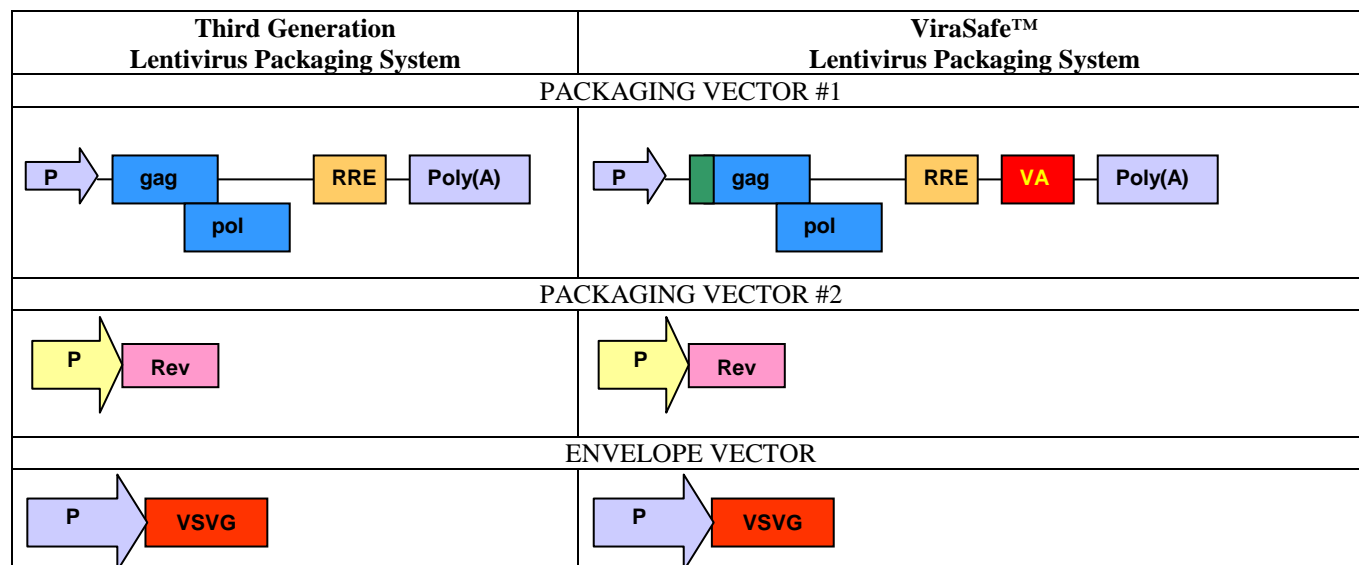 Third Generation
Lentivirus Packaging System
ViraSafe™
Lentivirus Packaging System
PACKAGING VECTOR #1
P gag RRE Poly(A)
pol
P gag RRE VA Poly(A)
pol
PACKAGING VECTOR #2
P Rev
P Rev
ENVELOPE VECTOR
P VSVG
P VSVG